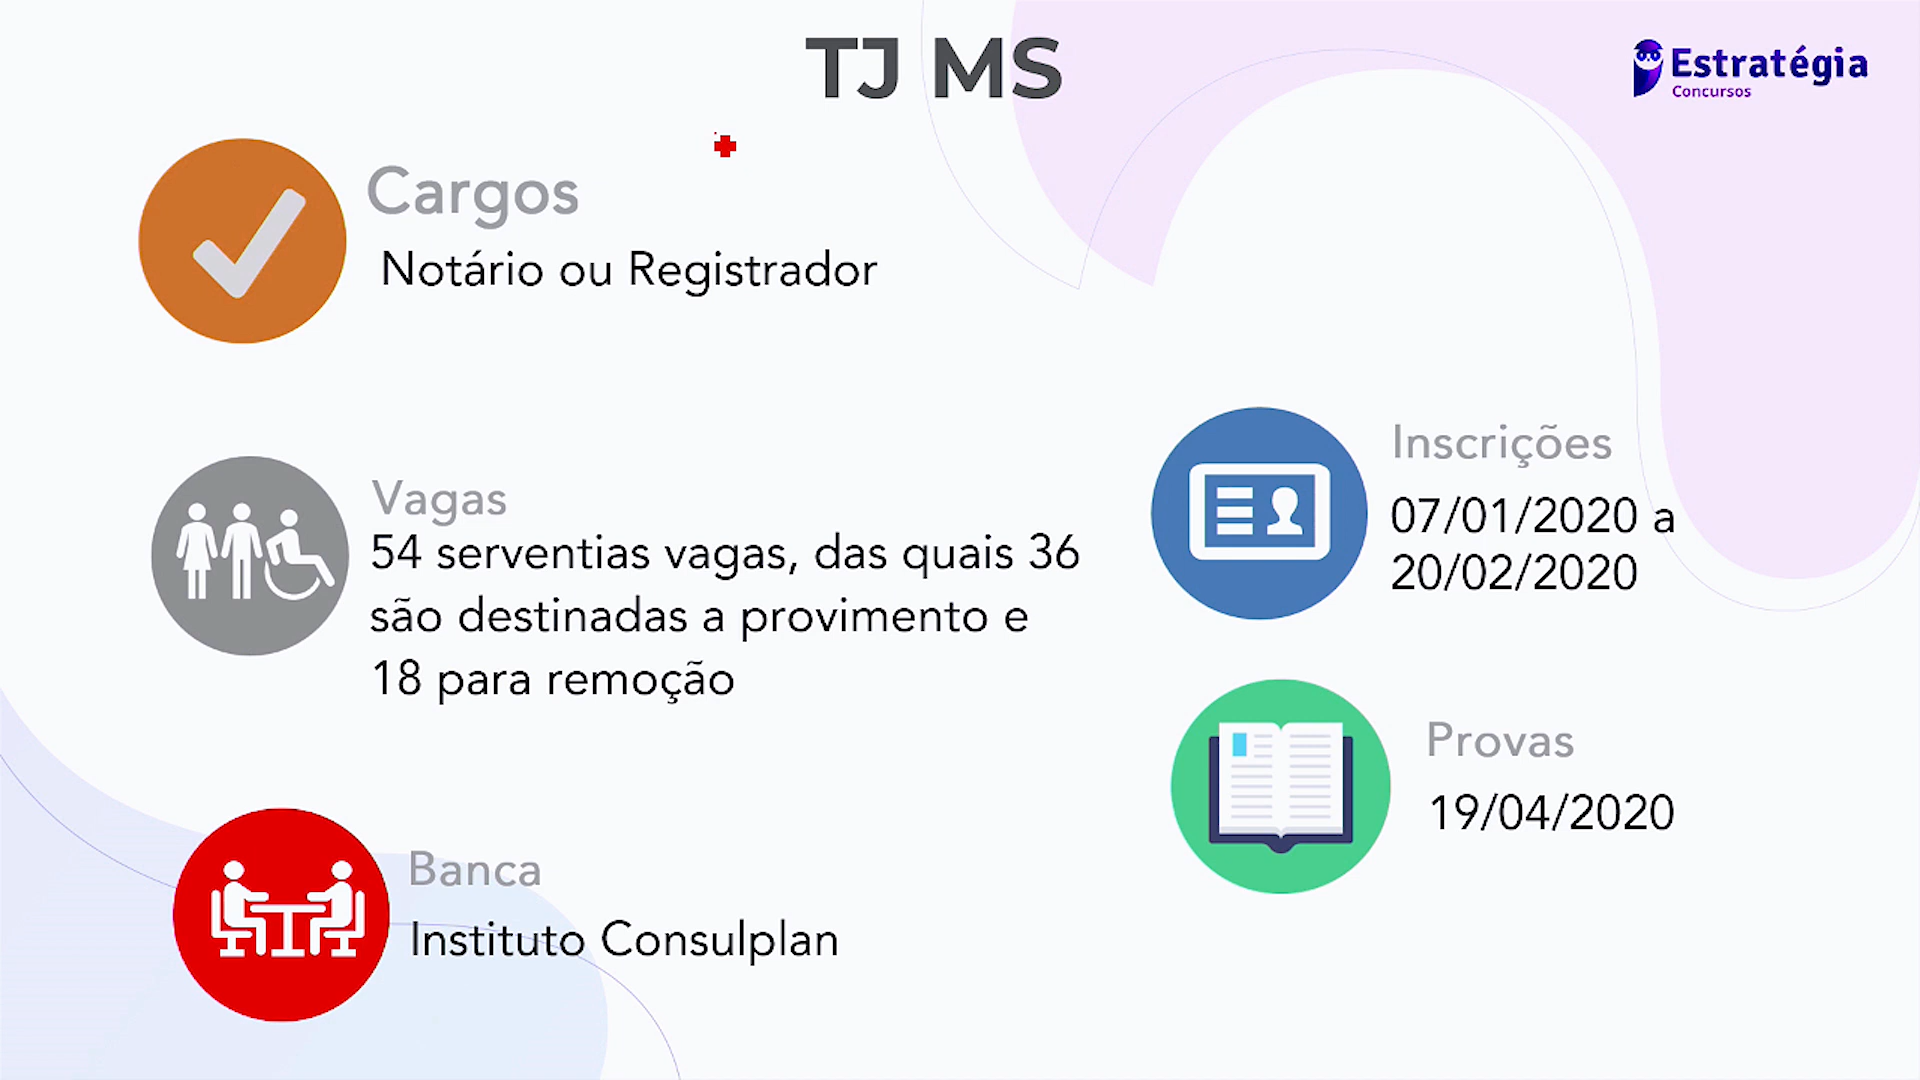 TJ MS
Estratégia
Concursos
Cargos
Notário ou Registrador
Vagas
54 serventias vagas, das quais 36
são destinadas a provimento e
18 para remoção
Banca
Instituto Consulplan
Inscrições
07/01/2020 a
20/02/2020
Provas
19/04/2020